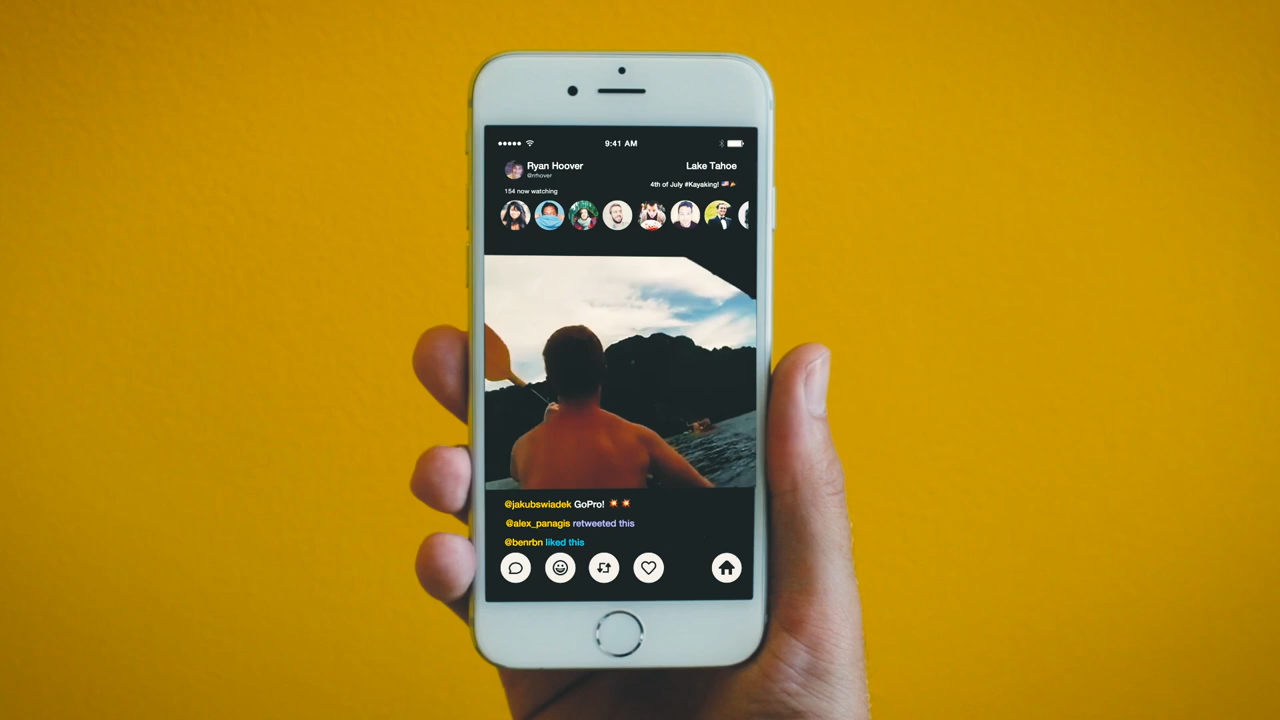 9:41 AM
Ryan Hoover
@rrhover
Lake Tahoe
4th of July #Kayaking! 🇺🇸🎉
154 now watching
@jakubswiadek GoPro! 💥 💥
@alex_panagis retweeted this
@benrbn liked this